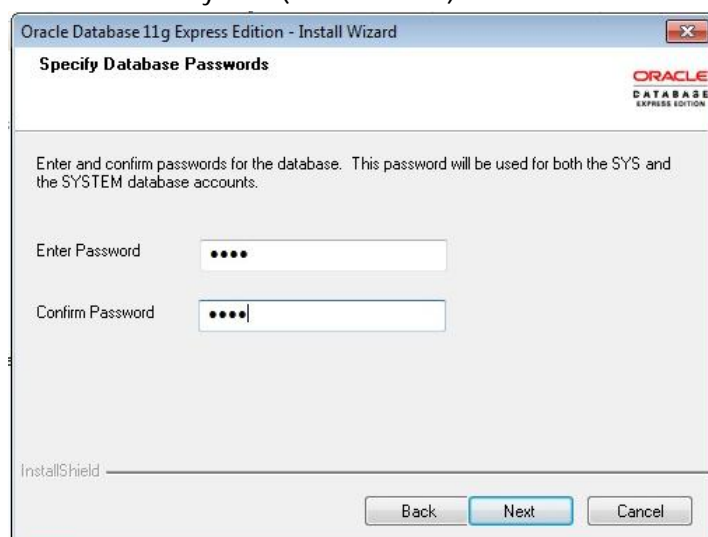 Oracle Database 11g Express Edition - Install Wizard
Specify Database Passwords
ORACLE
DATABASE
EXPRESS EDITION
Enter and confirm passwords for the database. This password will be used for both the SYS and
the SYSTEM database accounts.
Enter Password ••••
Confirm Password ••••
InstallShield
Back Next Cancel